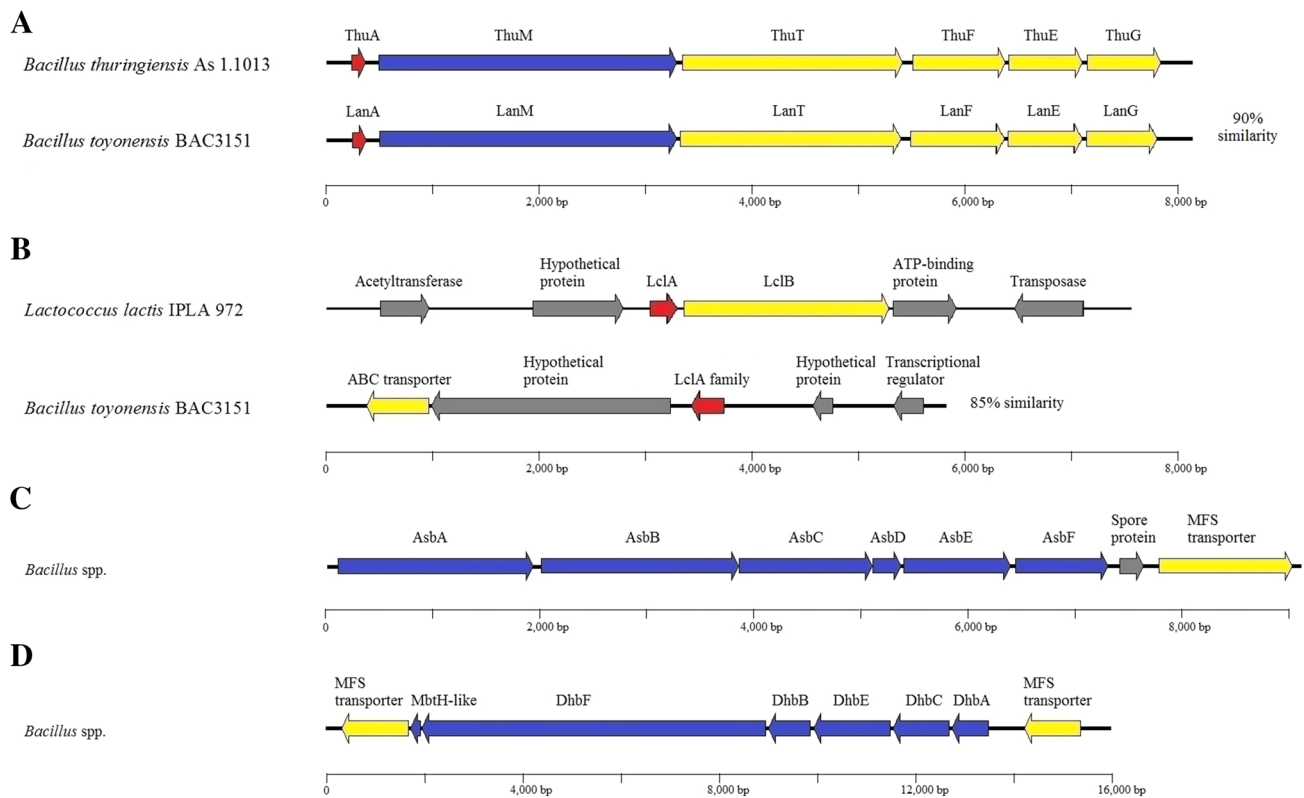 A
ThuA ThuM ThuT ThuF ThuE ThuG
Bacillus thuringiensis As 1.1013
LanA LanM LanT LanF LanE LanG
Bacillus toyonensis BAC3151
90%
similarity
0 2,000 bp 4,000 bp 6,000 bp 8,000 bp
B
Acetyltransferase
Hypothetical
protein
LclA
LclB
ATP-binding
protein
Transposase
Lactococcus lactis IPLA 972
ABC transporter
Hypothetical
protein
LclA family
Hypothetical
protein
Transcriptional
regulator
Bacillus toyonensis BAC3151
85% similarity
0 2,000 bp 4,000 bp 6,000 bp 8,000 bp
C
AsbA AsbB AsbC AsbD AsbE AsbF
Spore
protein
MFS
transporter
Bacillus spp.
0 2,000 bp 4,000 bp 6,000 bp 8,000 bp
D
MFS
transporter
MbtH-like DhbF DhbB DhbE DhbC DhbA
MFS
transporter
Bacillus spp.
0 4,000 bp 8,000 bp 12,000 bp 16,000 bp